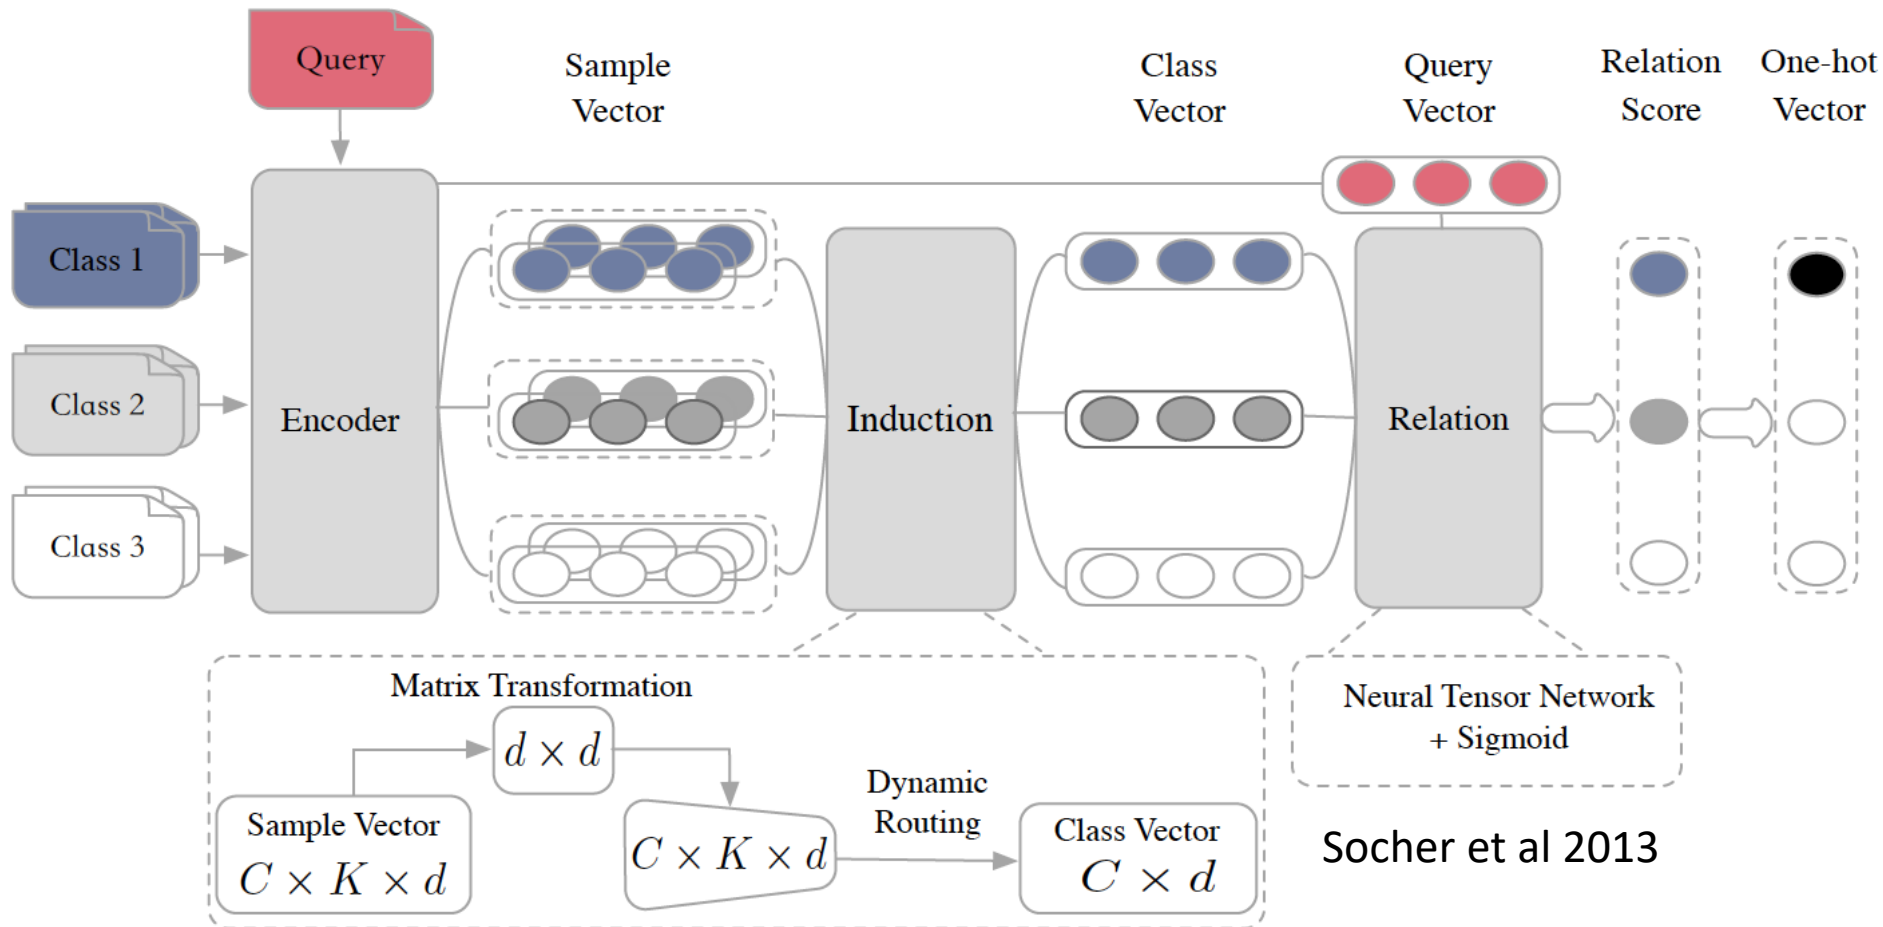 Query
Sample
Vector
Class
Vector
Query
Vector
Relation
Score
One-hot
Vector
Class 1
Class 2
Class 3
Encoder
Induction
Relation
Matrix Transformation
d × d
Sample Vector
C × K × d
C × K × d
Dynamic
Routing
Class Vector
C × d
Neural Tensor Network
+ Sigmoid
Socher et al 2013